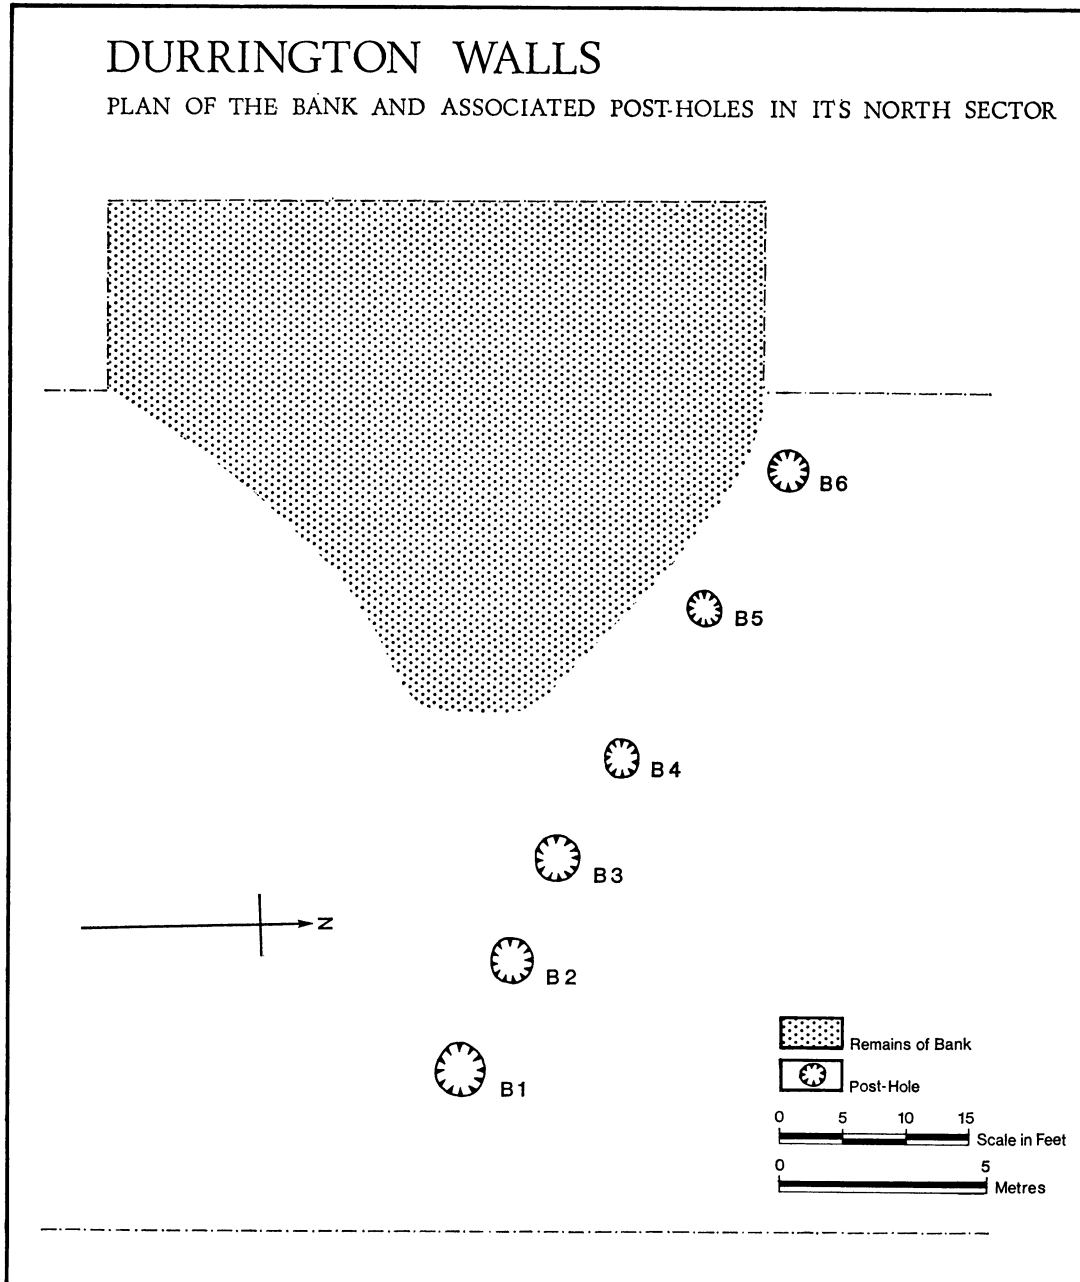 DURRINGTON WALLS
PLAN OF THE BANK AND ASSOCIATED POST-HOLES IN IT'S NORTH SECTOR
B6
B5
B4
B3
N
B2
B1
Remains of Bank
Post-Hole
0 5 10 15
Scale in Feet
0 5
Metres